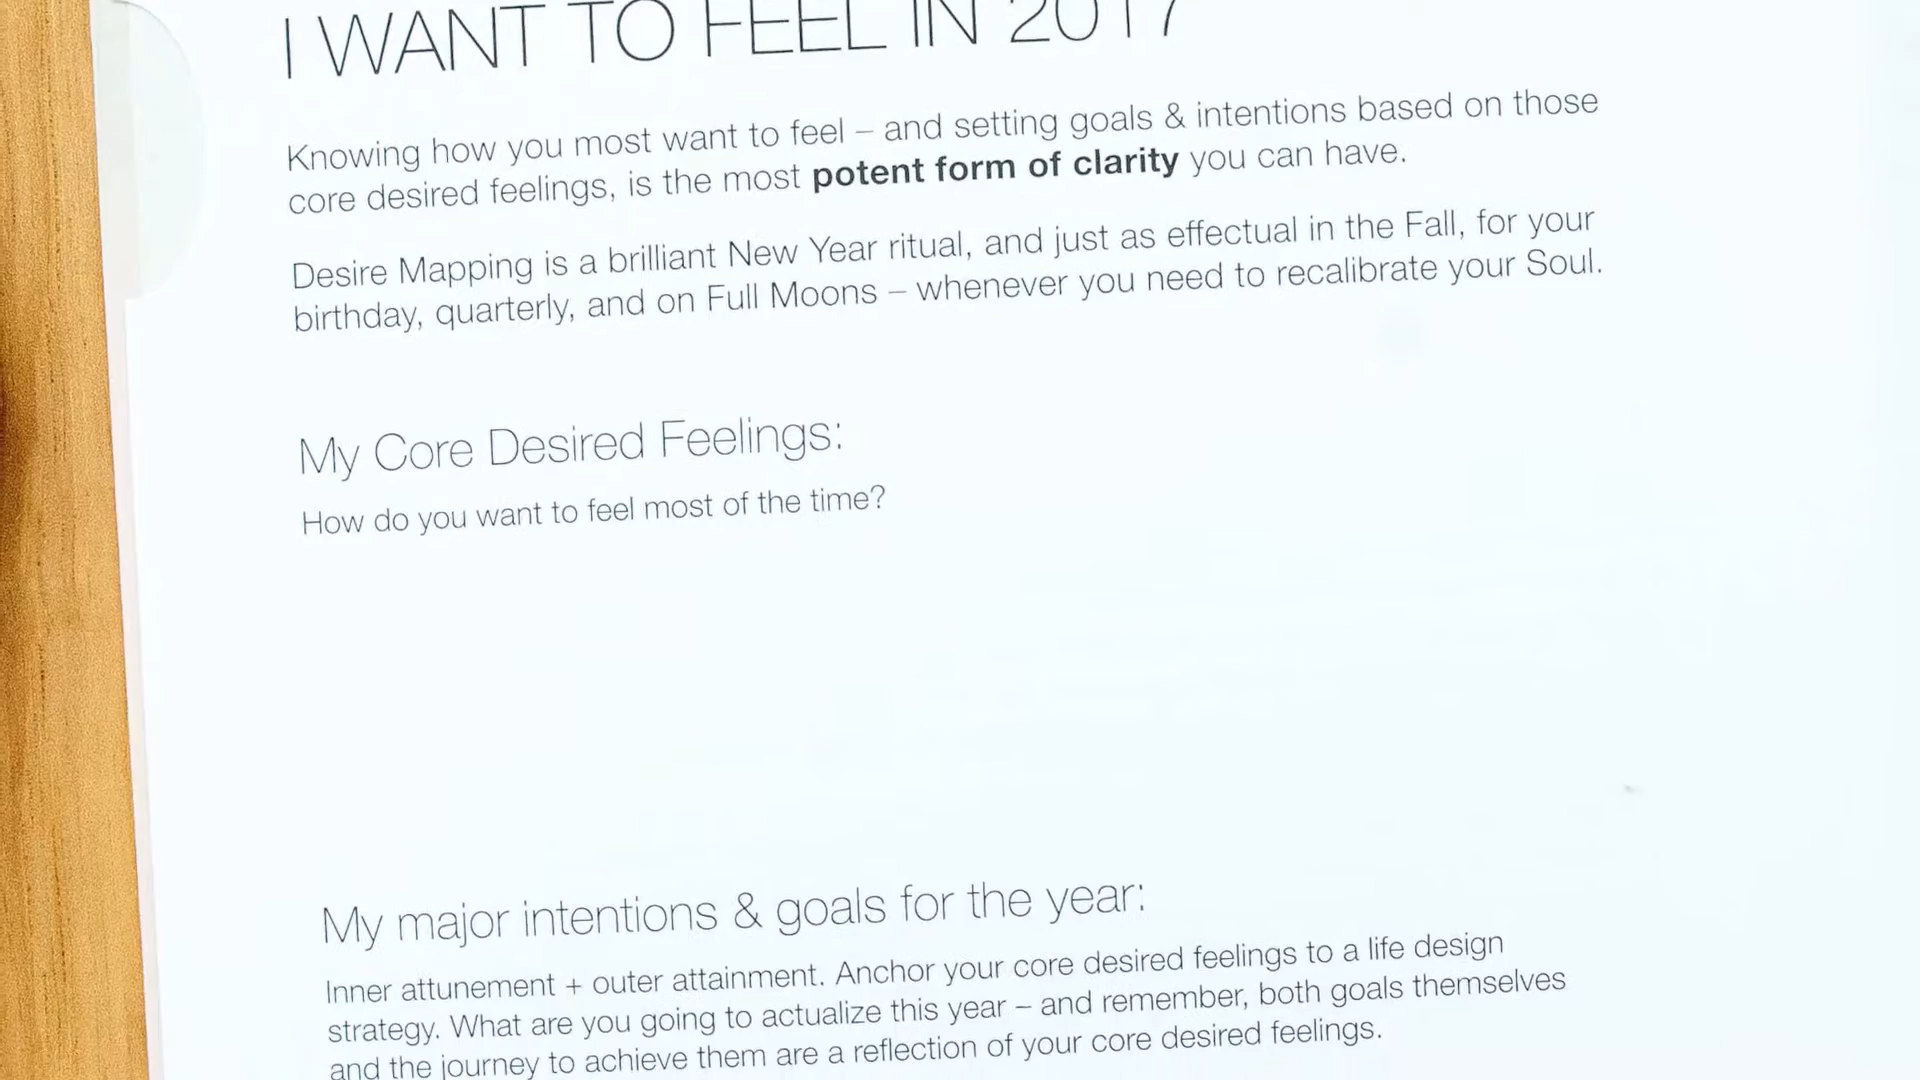 I WANT TO FEEL IN 2017
Knowing how you most want to feel – and setting goals & intentions based on those
core desired feelings, is the most potent form of clarity you can have.
Desire Mapping is a brilliant New Year ritual, and just as effectual in the Fall, for your
birthday, quarterly, and on Full Moons – whenever you need to recalibrate your Soul.
My Core Desired Feelings:
How do you want to feel most of the time?
My major intentions & goals for the year:
Inner attunement + outer attainment. Anchor your core desired feelings to a life design
strategy. What are you going to actualize this year – and remember, both goals themselves
and the journey to achieve them are a reflection of your core desired feelings.